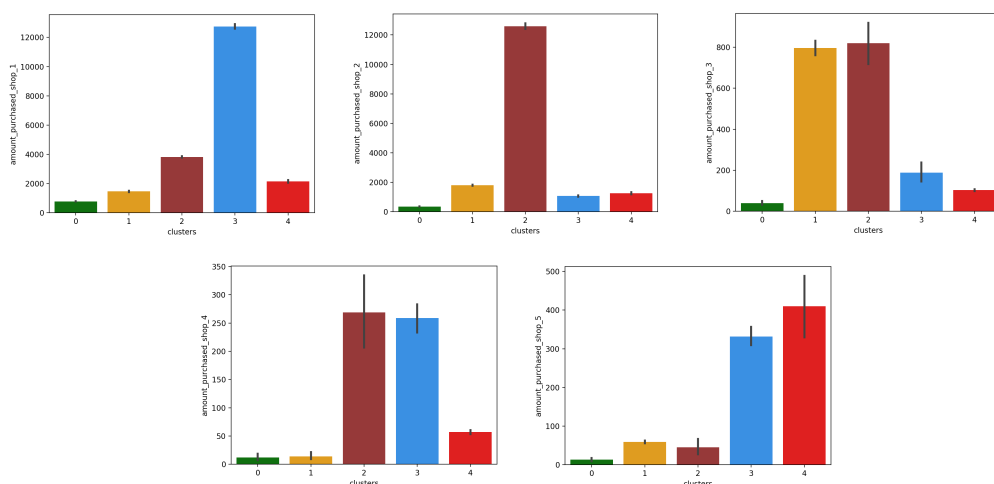 amount_purchased_shop_1
12000
10000
8000
6000
4000
2000
0
0 1 2 3 4
clusters
amount_purchased_shop_2
12000
10000
8000
6000
4000
2000
0
0 1 2 3 4
clusters
amount_purchased_shop_3
800
600
400
200
0
0 1 2 3 4
clusters
amount_purchased_shop_4
350
300
250
200
150
100
50
0
0 1 2 3 4
clusters
amount_purchased_shop_5
500
400
300
200
100
0
0 1 2 3 4
clusters